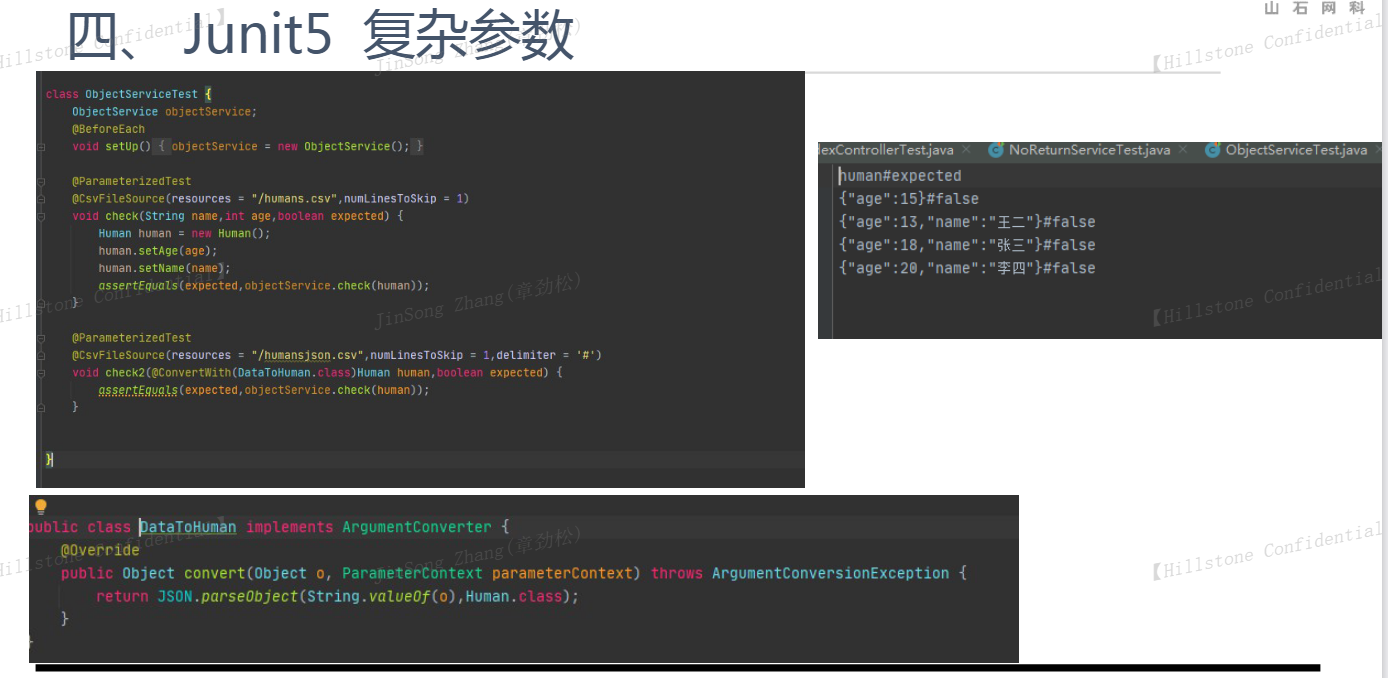 四、 Junit5 复杂参数
山石网科
class ObjectServiceTest {
ObjectService objectService;
@BeforeEach
void setUp() { objectService = new ObjectService(); }
@ParameterizedTest
@CsvFileSource(resources = "/humans.csv",numLinesToSkip = 1)
void check(String name,int age,boolean expected) {
Human human = new Human();
human.setAge(age);
human.setName(name);
assertEquals(expected,objectService.check(human));
}
@ParameterizedTest
@CsvFileSource(resources = "/humansjson.csv",numLinesToSkip = 1,delimiter = '#')
void check2(@ConvertWith(DataToHuman.class)Human human,boolean expected) {
assertEquals(expected,objectService.check(human));
}
}
lexControllerTest.java × NoReturnServiceTest.java × ObjectServiceTest.java ×
human#expected
{"age":15}#false
{"age":13,"name":"王二"}#false
{"age":18,"name":"张三"}#false
{"age":20,"name":"李四"}#false
public class DataToHuman implements ArgumentConverter {
@Override
public Object convert(Object o, ParameterContext parameterContext) throws ArgumentConversionException {
return JSON.parseObject(String.valueOf(o),Human.class);
}
}
Hillstone Confidential】
JinSong Zhang(章劲松)
【Hillstone Confidential
Hillstone Confidential】
JinSong Zhang(章劲松)
【Hillstone Confidential
Hillstone Confidential】
JinSong Zhang(章劲松)
【Hillstone Confidential